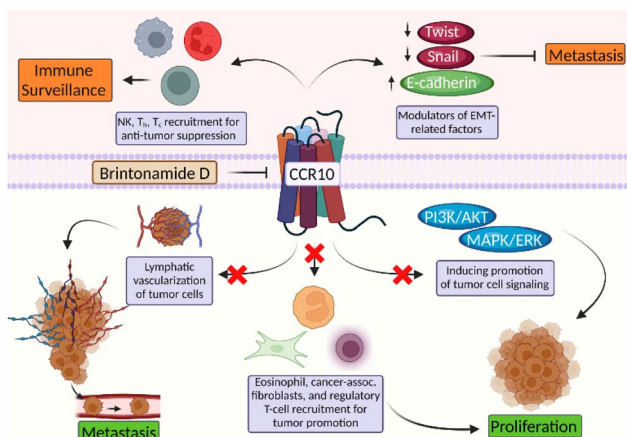 Twist
Snail
E-cadherin
Metastasis
Modulators of EMT-
related factors
Immune
Surveillance
NK, Th, Tc recruitment for
anti-tumor suppression
Brintonamide D
CCR10
PI3K/AKT
MAPK/ERK
Lymphatic
vascularization
of tumor cells
Inducing promotion
of tumor cell signaling
Eosinophil, cancer-assoc.
fibroblasts, and regulatory
T-cell recruitment for
tumor promotion
Metastasis
Proliferation